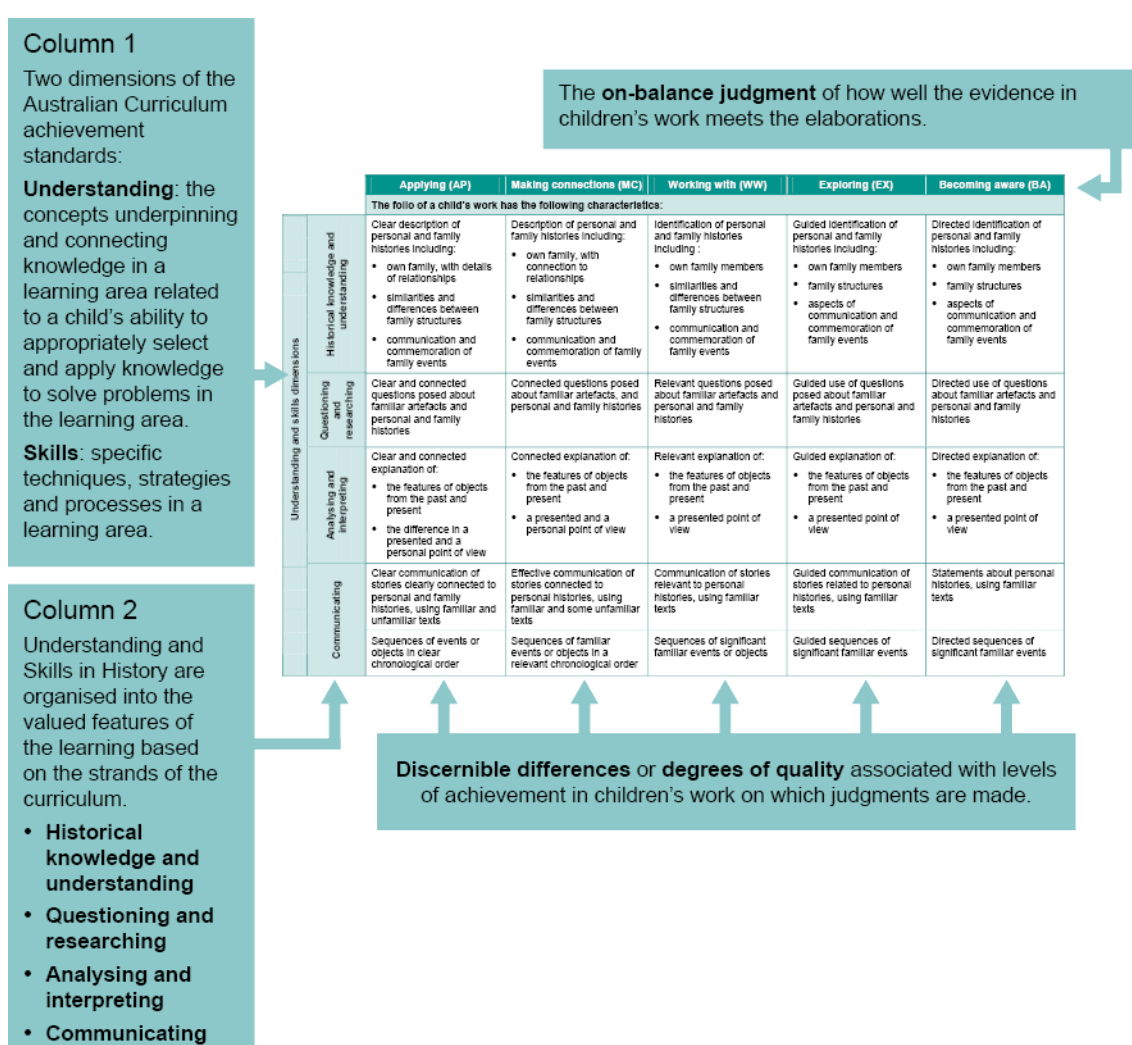 Column 1
Two dimensions of the
Australian Curriculum
achievement
standards:
Understanding: the
concepts underpinning
and connecting
knowledge in a
learning area related
to a child's ability to
appropriately select
and apply knowledge
to solve problems in
the learning area.
Skills: specific
techniques, strategies
and processes in a
learning area.
Column 2
Understanding and
Skills in History are
organised into the
valued features of
the learning based
on the strands of the
curriculum.
• Historical
knowledge and
understanding
• Questioning and
researching
• Analysing and
interpreting
• Communicating
The on-balance judgment of how well the evidence in
children's work meets the elaborations.
Applying (AP)
Making connections (MC)
Working with (WW)
Exploring (EX)
Becoming aware (BA)
The folio of a child's work has the following characteristics:
Understanding and skills dimensions
Historical knowledge and
understanding
Clear description of
personal and family
histories including:
• own family, with details
of relationships
• similarities and
differences between
family structures
• communication and
commemoration of
family events
Description of personal and
family histories including:
• own family, with
connection to
relationships
• similarities and
differences between
family structures
• communication and
commemoration of family
events
Identification of personal
and family histories
including :
• own family members
• similarities and
differences between
family structures
• communication and
commemoration of
family events
Guided identification of
personal and family
histories including:
• own family members
• family structures
• aspects of
communication and
commemoration of
family events
Directed identification of
personal and family
histories including:
• own family members
• family structures
• aspects of
communication and
commemoration of
family events
Questioning
and
researching
Clear and connected
questions posed about
familiar artefacts and
personal and family
histories
Connected questions posed
about familiar artefacts, and
personal and family histories
Relevant questions posed
about familiar artefacts and
personal and family
histories
Guided use of questions
posed about familiar
artefacts and personal and
family histories
Directed use of questions
about familiar artefacts and
personal and family
histories
Analysing and
interpreting
Clear and connected
explanation of:
• the features of objects
from the past and
present
• the difference in a
presented and a
personal point of view
Connected explanation of:
• the features of objects
from the past and
present
• a presented and a
personal point of view
Relevant explanation of:
• the features of objects
from the past and
present
• a presented point of
view
Guided explanation of:
• the features of objects
from the past and
present
• a presented point of
view
Directed explanation of:
• the features of objects
from the past and
present
• a presented point of
view
Communicating
Clear communication of
stories clearly connected to
personal and family
histories, using familiar and
unfamiliar texts
Effective communication of
stories connected to
personal histories, using
familiar and some unfamiliar
texts
Communication of stories
relevant to personal
histories, using familiar
texts
Guided communication of
stories related to personal
histories, using familiar
texts
Statements about personal
histories, using familiar
texts
Sequences of events or
objects in clear
chronological order
Sequences of familiar
events or objects in a
relevant chronological order
Sequences of significant
familiar events or objects
Guided sequences of
significant familiar events
Directed sequences of
significant familiar events
Discernible differences or degrees of quality associated with levels
of achievement in children's work on which judgments are made.